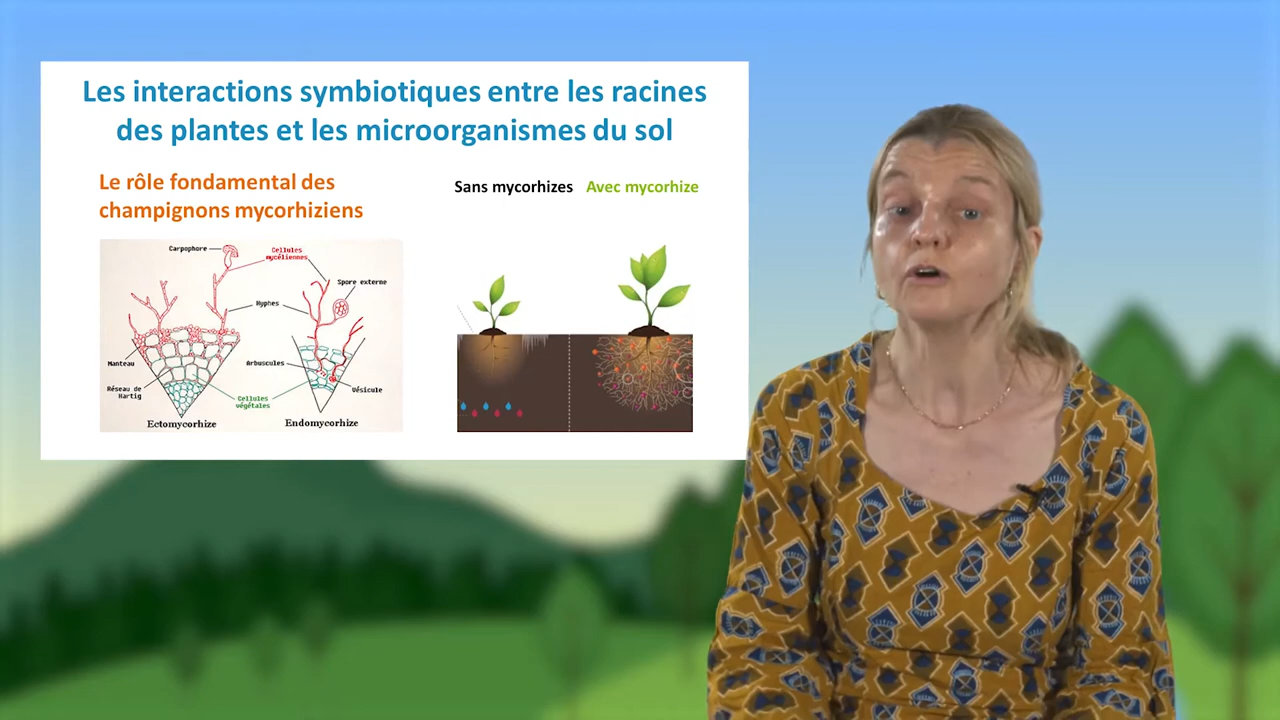 Les interactions symbiotiques entre les racines
des plantes et les microorganismes du sol
Le rôle fondamental des
champignons mycorhiziens
Sans mycorhizes Avec mycorhize
Carpophore
Cellules
mycéliennes
Spore externe
Hyphes
Manteau
Arbuscules
Réseau de
Hartig
Vésicule
Cellules
végétales
Ectomycorhize
Endomycorhize